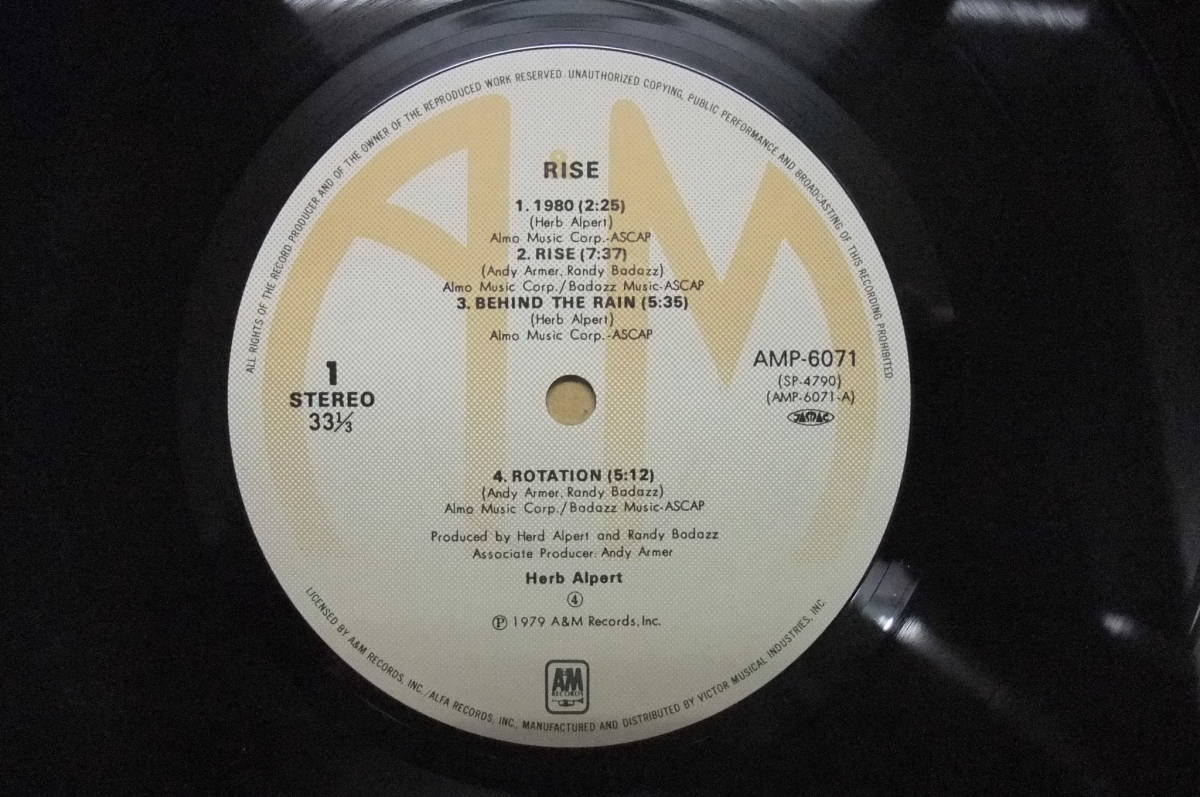 ALL RIGHTS OF THE RECORD PRODUCER AND OF THE OWNER OF THE REPRODUCED WORK RESERVED. UNAUTHORIZED COPYING, PUBLIC PERFORMANCE AND BROADCASTING OF THIS RECORDING PROHIBITED
RISE
1. 1980 (2:25)
(Herb Alpert)
Almo Music Corp.-ASCAP
2. RISE (7:37)
(Andy Armer, Randy Badazz)
Almo Music Corp./Badazz Music-ASCAP
3. BEHIND THE RAIN (5:35)
(Herb Alpert)
Almo Music Corp.-ASCAP
1
STEREO
33⅓
AMP-6071
(SP-4790)
(AMP-6071-A)
JASRAC
4. ROTATION (5:12)
(Andy Armer, Randy Badazz)
Almo Music Corp./Badazz Music-ASCAP
Produced by Herd Alpert and Randy Badazz
Associate Producer: Andy Armer
Herb Alpert
④
Ⓟ 1979 A&M Records, Inc.
A&M
RECORDS
LICENSED BY A&M RECORDS, INC./ALFA RECORDS, INC., MANUFACTURED AND DISTRIBUTED BY VICTOR MUSICAL INDUSTRIES, INC.